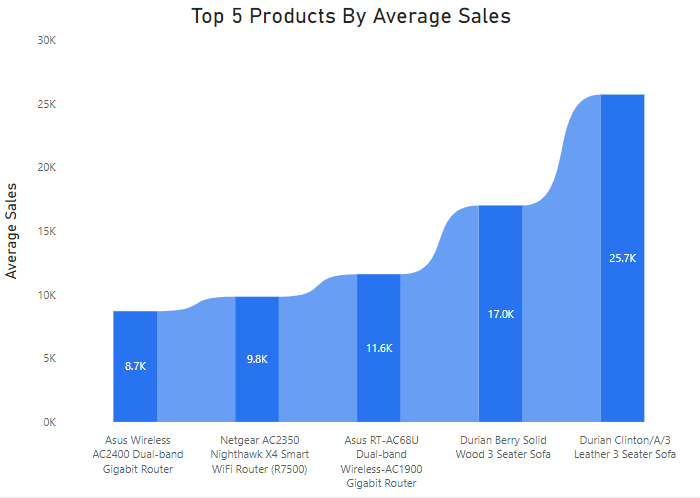 Top 5 Products By Average Sales
30K
25K
20K
15K
10K
5K
0K
Average Sales
8.7K
9.8K
11.6K
17.0K
25.7K
Asus Wireless
AC2400 Dual-band
Gigabit Router
Netgear AC2350
Nighthawk X4 Smart
WiFi Router (R7500)
Asus RT-AC68U
Dual-band
Wireless-AC1900
Gigabit Router
Durian Berry Solid
Wood 3 Seater Sofa
Durian Clinton/A/3
Leather 3 Seater Sofa